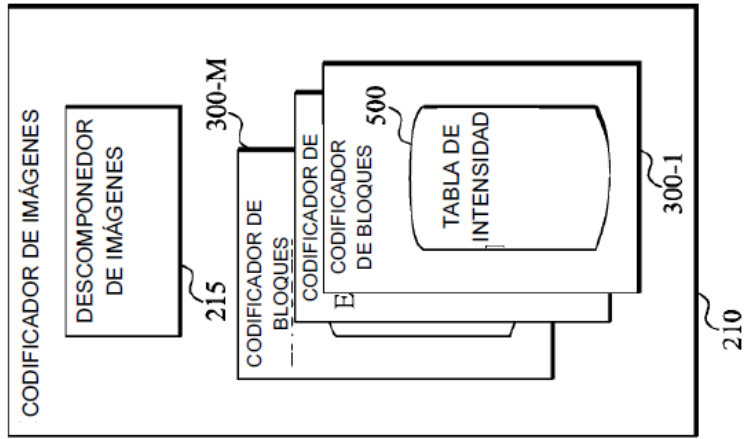 CODIFICADOR DE IMÁGENES
DESCOMPONEDOR
DE IMÁGENES
215
CODIFICADOR DE
BLOQUES
300-M
CODIFICADOR DE
E
CODIFICADOR
DE BLOQUES
500
TABLA DE
INTENSIDAD
300-1
210